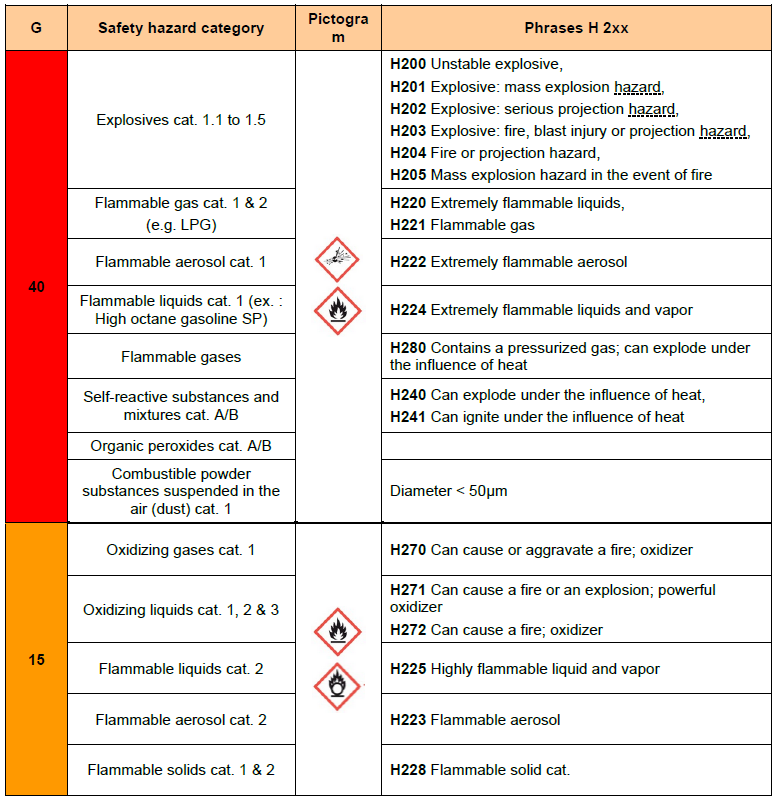 G
Safety hazard category
Pictogra
m
Phrases H 2xx
40
Explosives cat. 1.1 to 1.5
H200 Unstable explosive,
H201 Explosive: mass explosion hazard,
H202 Explosive: serious projection hazard,
H203 Explosive: fire, blast injury or projection hazard,
H204 Fire or projection hazard,
H205 Mass explosion hazard in the event of fire
Flammable gas cat. 1 & 2
(e.g. LPG)
H220 Extremely flammable liquids,
H221 Flammable gas
Flammable aerosol cat. 1
H222 Extremely flammable aerosol
Flammable liquids cat. 1 (ex. :
High octane gasoline SP)
H224 Extremely flammable liquids and vapor
Flammable gases
H280 Contains a pressurized gas; can explode under
the influence of heat
Self-reactive substances and
mixtures cat. A/B
H240 Can explode under the influence of heat,
H241 Can ignite under the influence of heat
Organic peroxides cat. A/B
Combustible powder
substances suspended in the
air (dust) cat. 1
Diameter < 50µm
15
Oxidizing gases cat. 1
H270 Can cause or aggravate a fire; oxidizer
Oxidizing liquids cat. 1, 2 & 3
H271 Can cause a fire or an explosion; powerful
oxidizer
H272 Can cause a fire; oxidizer
Flammable liquids cat. 2
H225 Highly flammable liquid and vapor
Flammable aerosol cat. 2
H223 Flammable aerosol
Flammable solids cat. 1 & 2
H228 Flammable solid cat.